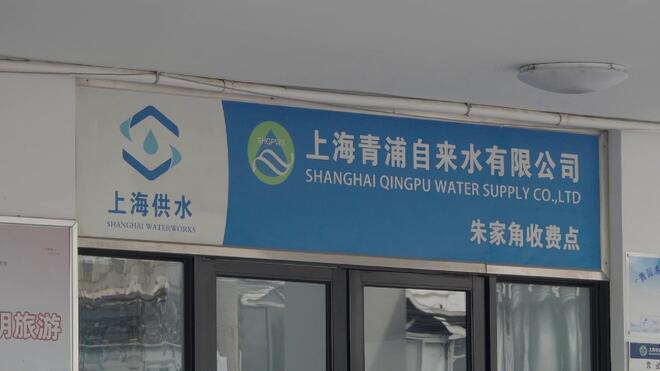 上海供水
SHANGHAI WATERWORKS
SHQPWS
上海青浦自来水有限公司
SHANGHAI QINGPU WATER SUPPLY CO.,LTD
朱家角收费点
明旅游